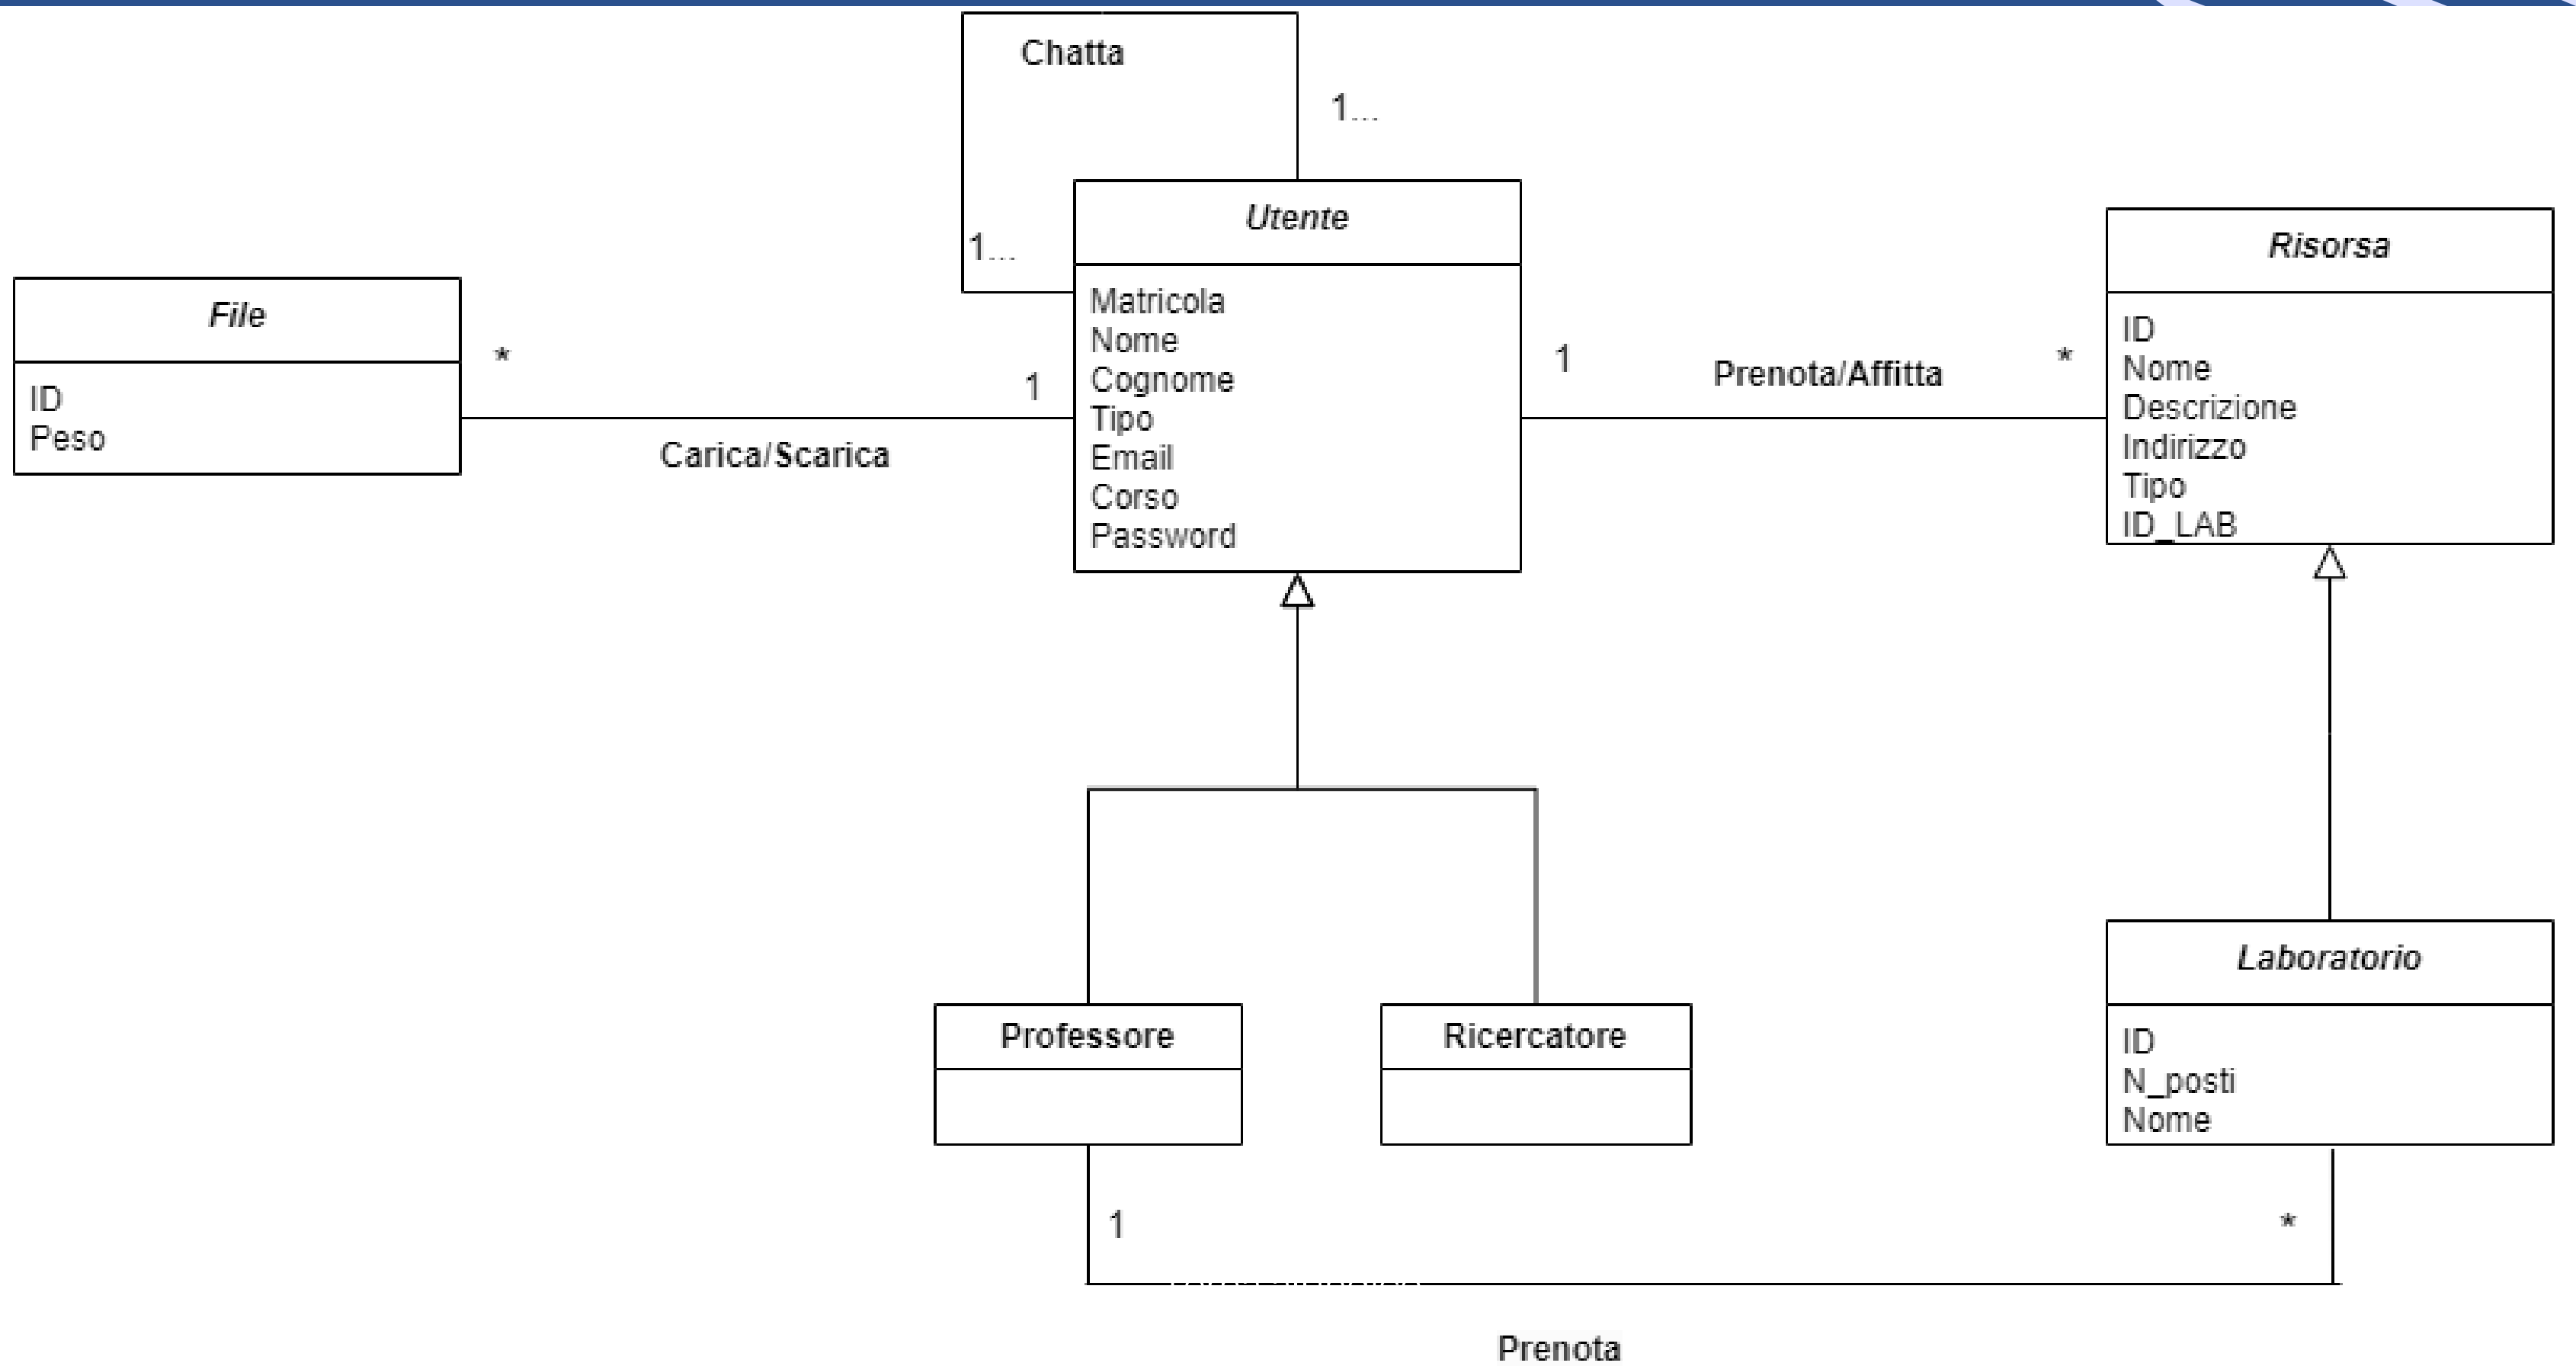 Chatta
1...
1...
Utente
Matricola
Nome
Cognome
Tipo
Email
Corso
Password
File
ID
Peso
*
1
Carica/Scarica
1
Prenota/Affitta
*
Risorsa
ID
Nome
Descrizione
Indirizzo
Tipo
ID_LAB
Professore
Ricercatore
Laboratorio
ID
N_posti
Nome
1
*
Prenota